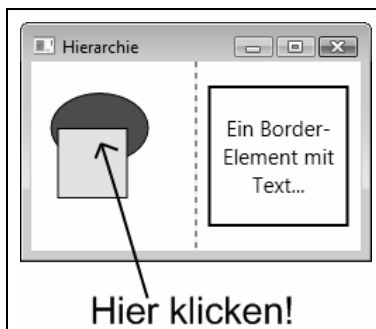 Hierarchie
Ein Border-
Element mit
Text...
Hier klicken!